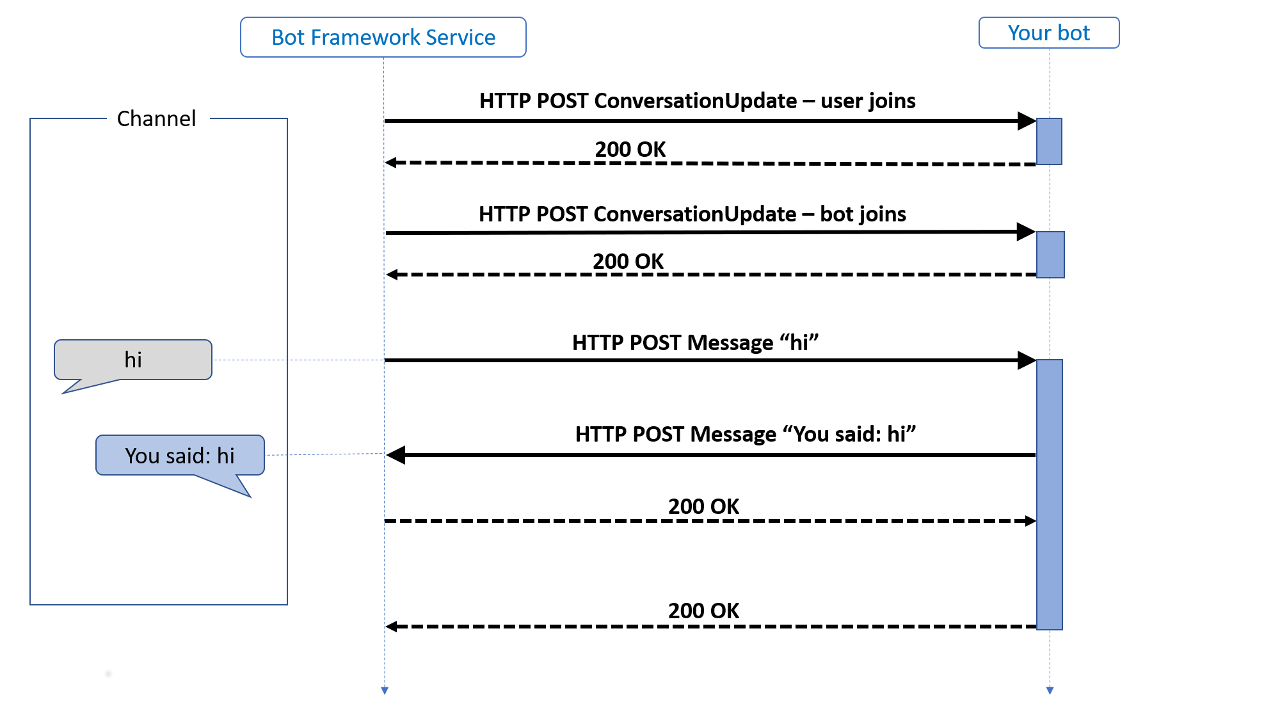 Bot Framework Service
Your bot
HTTP POST ConversationUpdate – user joins
Channel
200 OK
HTTP POST ConversationUpdate – bot joins
200 OK
HTTP POST Message “hi”
hi
HTTP POST Message “You said: hi”
You said: hi
200 OK
200 OK